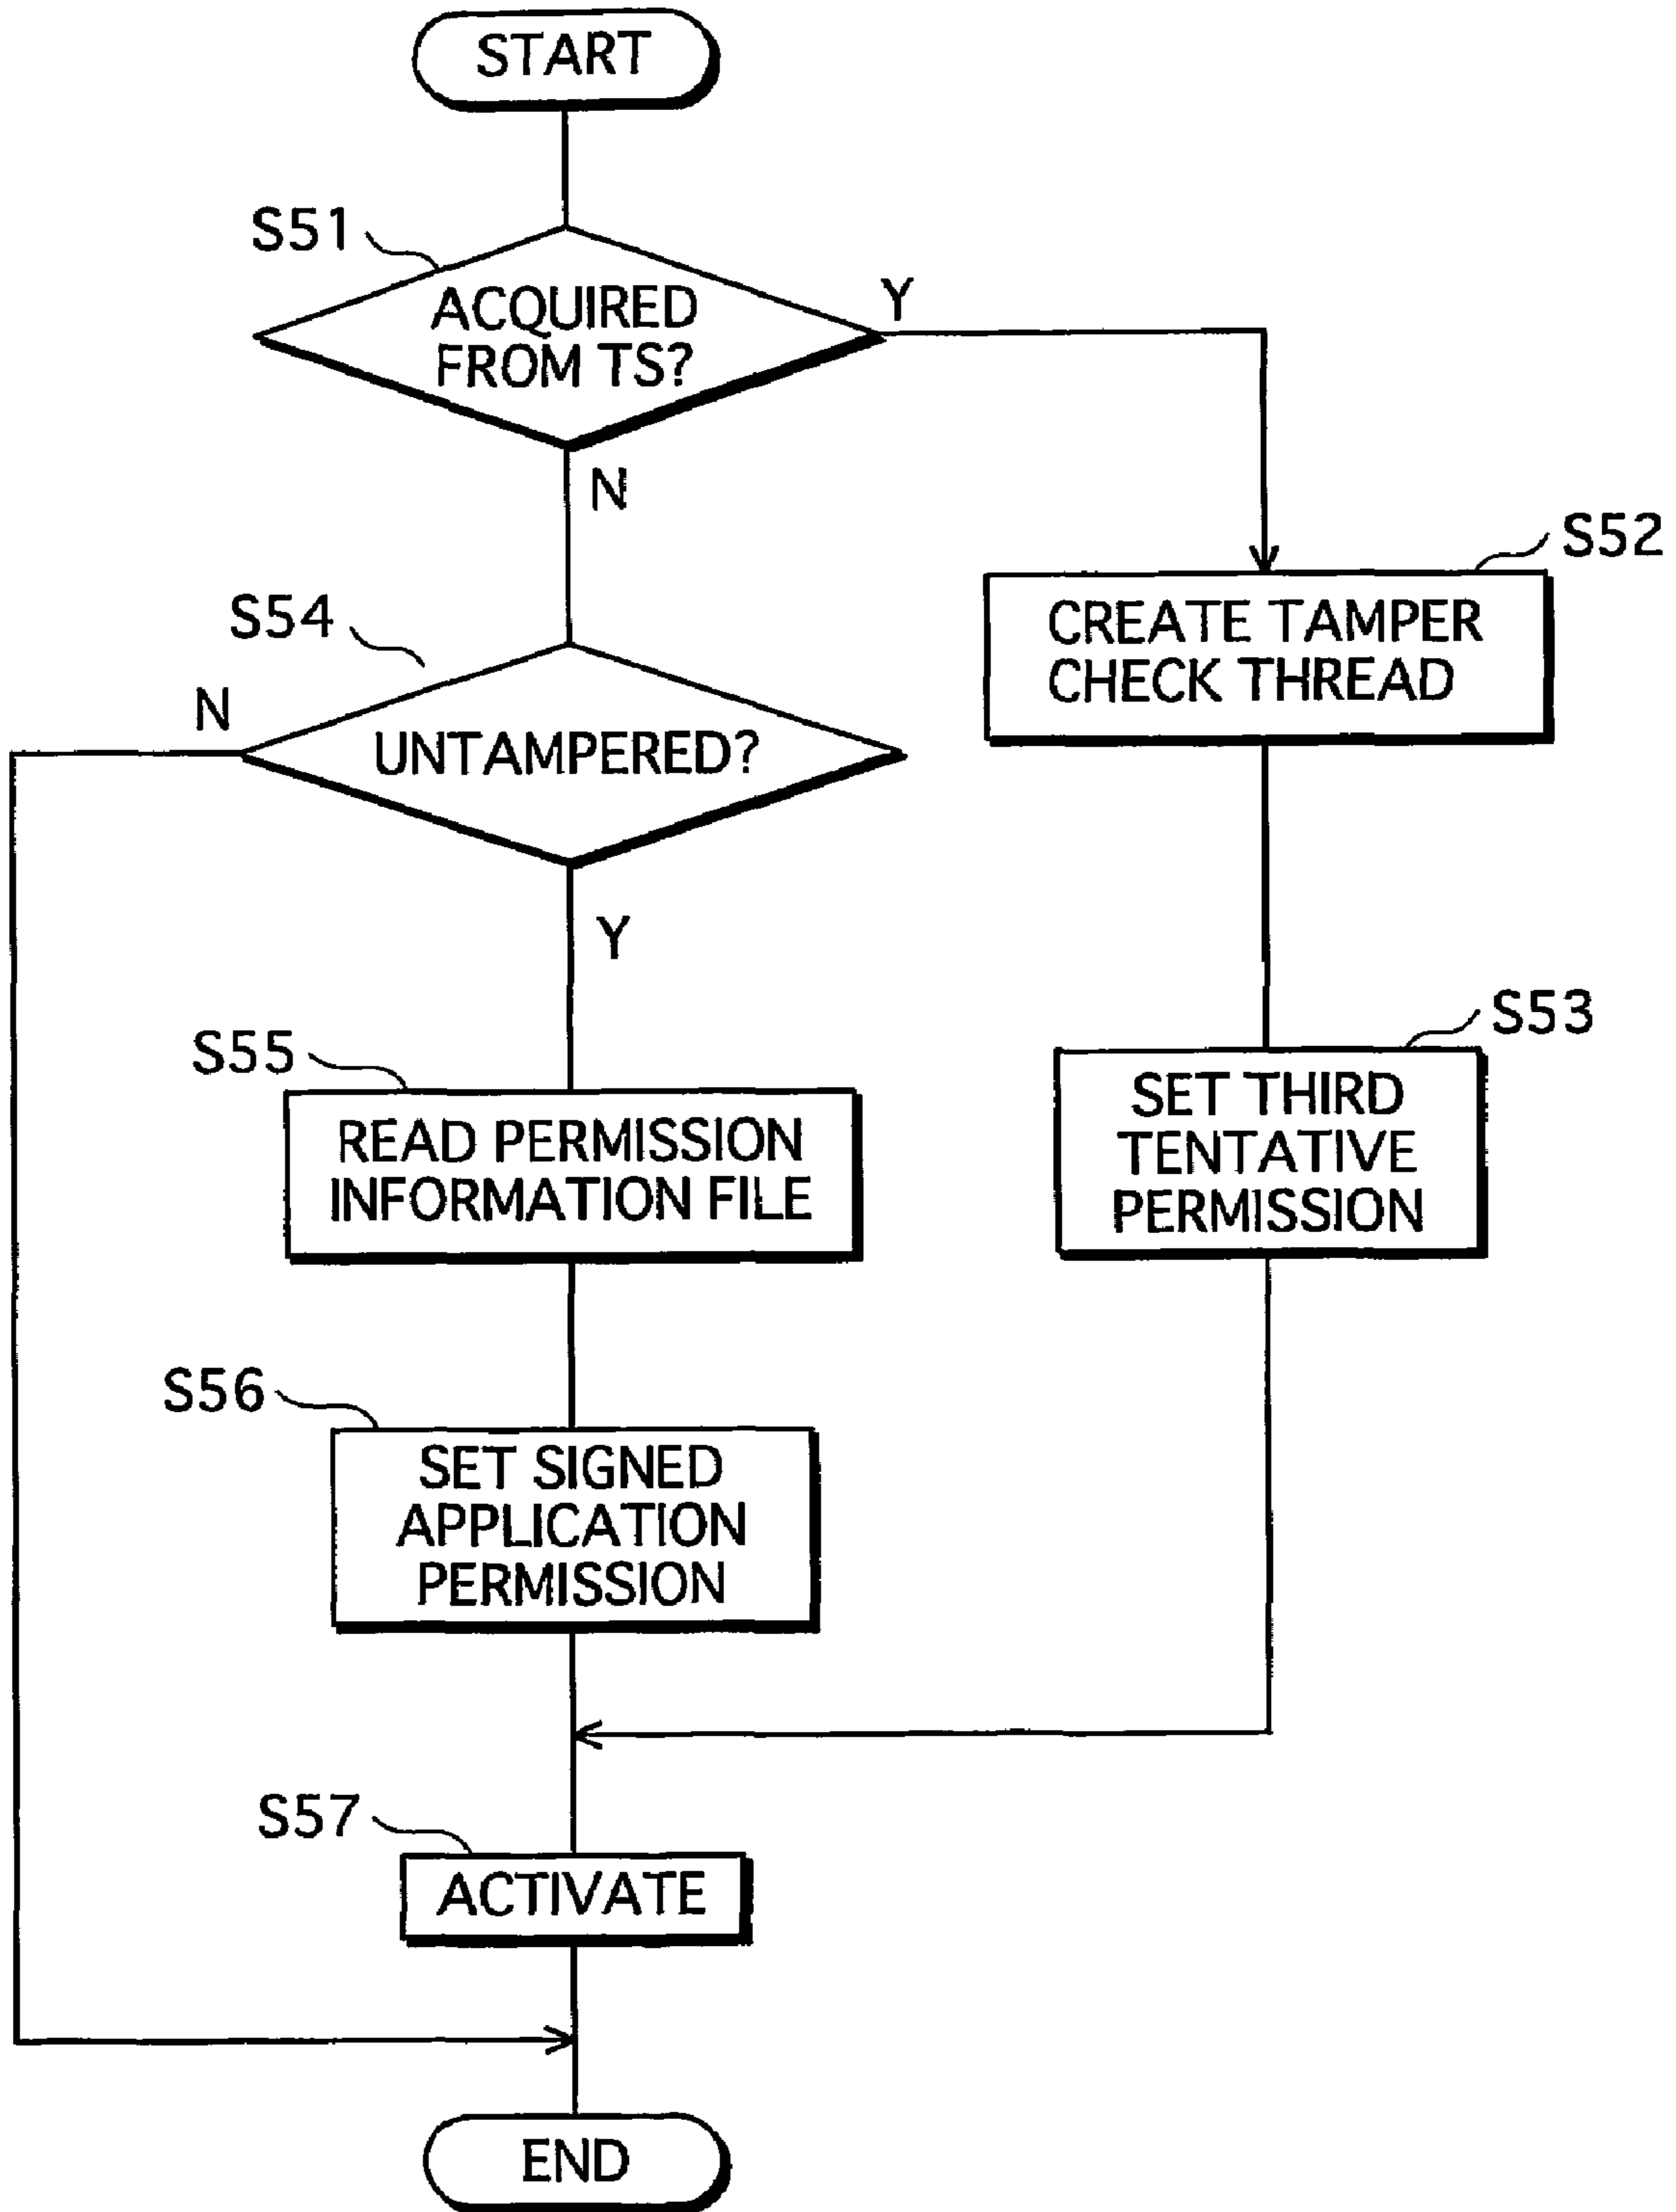 START
S51
ACQUIRED
FROM TS?
Y
N
S52
CREATE TAMPER
CHECK THREAD
S54
N
UNTAMPERED?
Y
S53
SET THIRD
TENTATIVE
PERMISSION
S55
READ PERMISSION
INFORMATION FILE
S56
SET SIGNED
APPLICATION
PERMISSION
S57
ACTIVATE
END